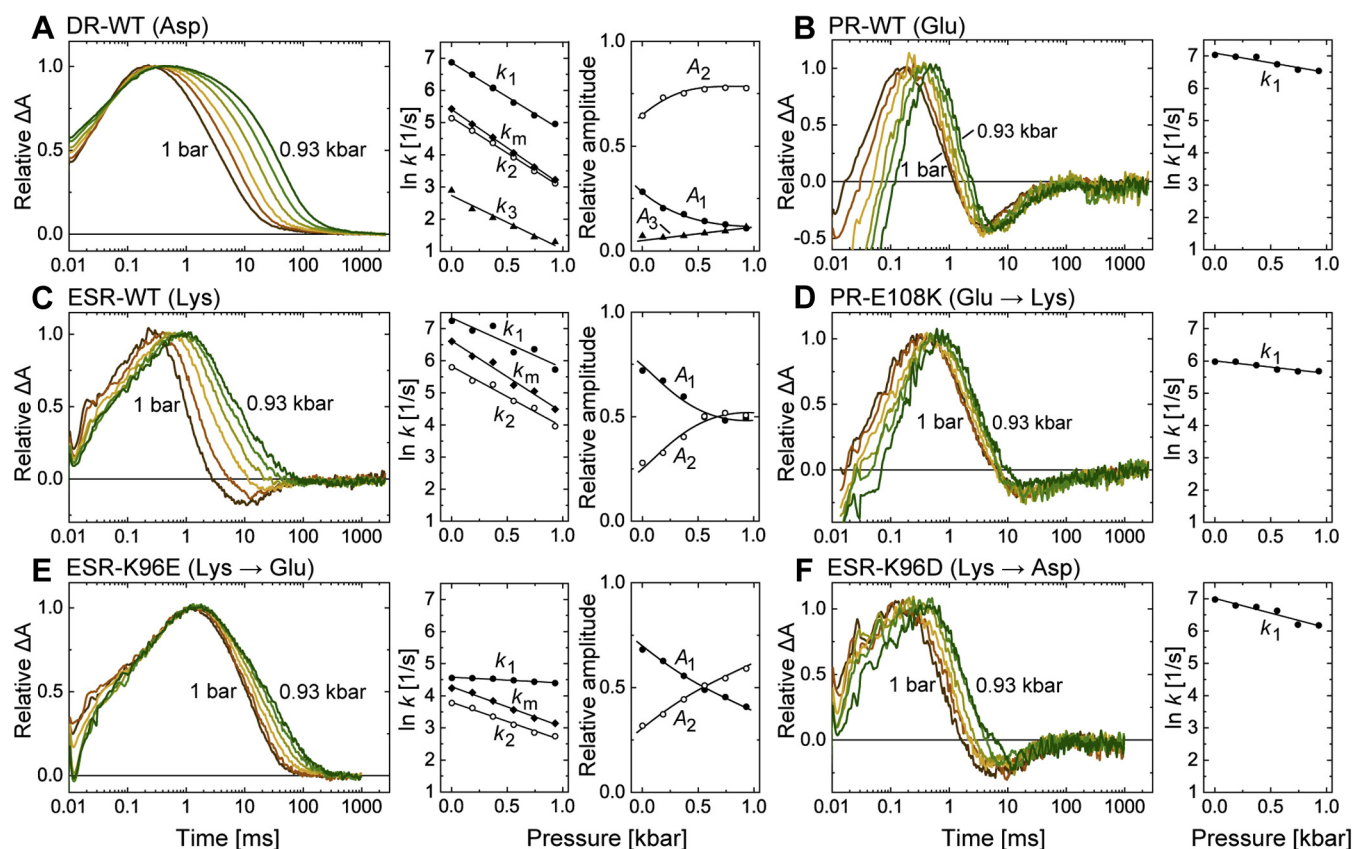 A DR-WT (Asp)
Relative ΔA
1.0
0.5
0.0
1 bar
0.93 kbar
0.01 0.1 1 10 100 1000
ln k [1/s]
7
6
5
4
3
2
1
k1
km
k2
k3
0.0 0.5 1.0
Relative amplitude
1.0
0.5
0.0
A2
A1
A3
0.0 0.5 1.0
B PR-WT (Glu)
Relative ΔA
1.0
0.5
0.0
-0.5
0.93 kbar
1 bar
0.01 0.1 1 10 100 1000
ln k [1/s]
7
6
5
4
3
2
1
k1
0.0 0.5 1.0
C ESR-WT (Lys)
Relative ΔA
1.0
0.5
0.0
1 bar
0.93 kbar
0.01 0.1 1 10 100 1000
ln k [1/s]
7
6
5
4
3
2
1
k1
km
k2
0.0 0.5 1.0
Relative amplitude
1.0
0.5
0.0
A1
A2
0.0 0.5 1.0
D PR-E108K (Glu → Lys)
Relative ΔA
1.0
0.5
0.0
1 bar
0.93 kbar
0.01 0.1 1 10 100 1000
ln k [1/s]
7
6
5
4
3
2
1
k1
0.0 0.5 1.0
E ESR-K96E (Lys → Glu)
Relative ΔA
1.0
0.5
0.0
1 bar
0.93 kbar
0.01 0.1 1 10 100 1000
Time [ms]
ln k [1/s]
7
6
5
4
3
2
1
k1
km
k2
0.0 0.5 1.0
Relative amplitude
1.0
0.5
0.0
A1
A2
0.0 0.5 1.0
Pressure [kbar]
F ESR-K96D (Lys → Asp)
Relative ΔA
1.0
0.5
0.0
1 bar
0.93 kbar
0.01 0.1 1 10 100 1000
Time [ms]
ln k [1/s]
7
6
5
4
3
2
1
k1
0.0 0.5 1.0
Pressure [kbar]